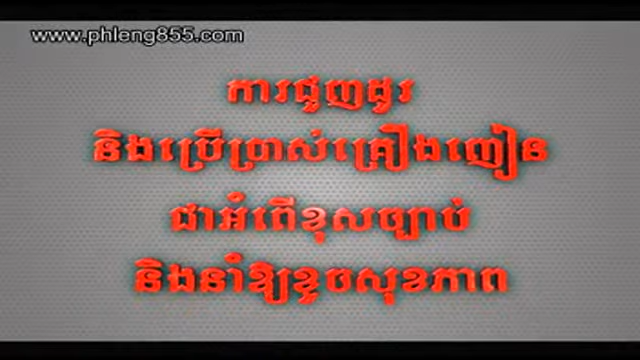 www.phleng855.com
ការជួញដូរ
និងប្រើប្រាស់គ្រឿងញៀន
ជាអំពើខុសច្បាប់
និងនាំឱ្យខូចសុខភាព